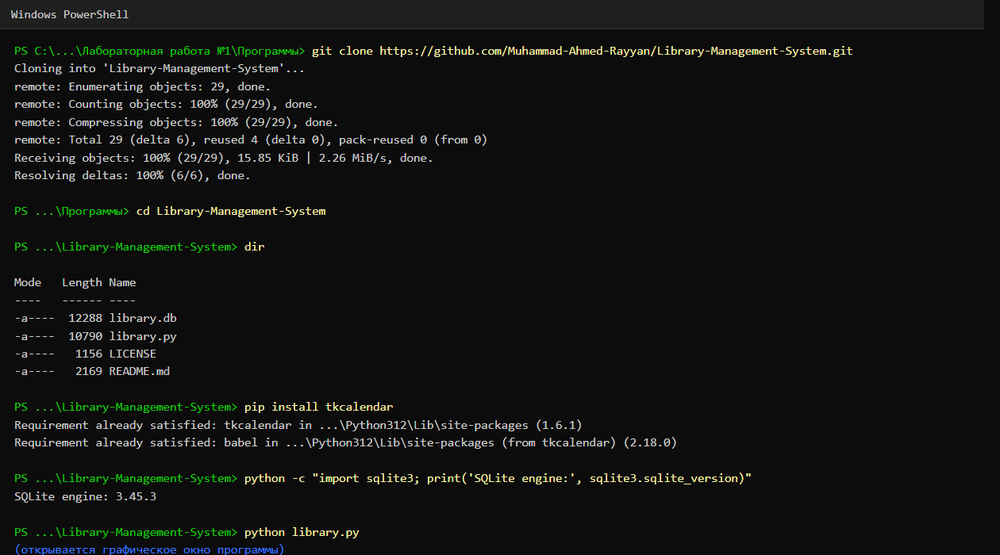 Windows PowerShell
PS C:\...\Лабораторная работа №1\Программы> git clone https://github.com/Muhammad-Ahmed-Rayyan/Library-Management-System.git
Cloning into 'Library-Management-System'...
remote: Enumerating objects: 29, done.
remote: Counting objects: 100% (29/29), done.
remote: Compressing objects: 100% (29/29), done.
remote: Total 29 (delta 6), reused 4 (delta 0), pack-reused 0 (from 0)
Receiving objects: 100% (29/29), 15.85 KiB | 2.26 MiB/s, done.
Resolving deltas: 100% (6/6), done.
PS ...\Программы> cd Library-Management-System
PS ...\Library-Management-System> dir
Mode   Length Name
----   ------ ----
-a----  12288 library.db
-a----  10790 library.py
-a----   1156 LICENSE
-a----   2169 README.md
PS ...\Library-Management-System> pip install tkcalendar
Requirement already satisfied: tkcalendar in ...\Python312\Lib\site-packages (1.6.1)
Requirement already satisfied: babel in ...\Python312\Lib\site-packages (from tkcalendar) (2.18.0)
PS ...\Library-Management-System> python -c "import sqlite3; print('SQLite engine:', sqlite3.sqlite_version)"
SQLite engine: 3.45.3
PS ...\Library-Management-System> python library.py
(открывается графическое окно программы)